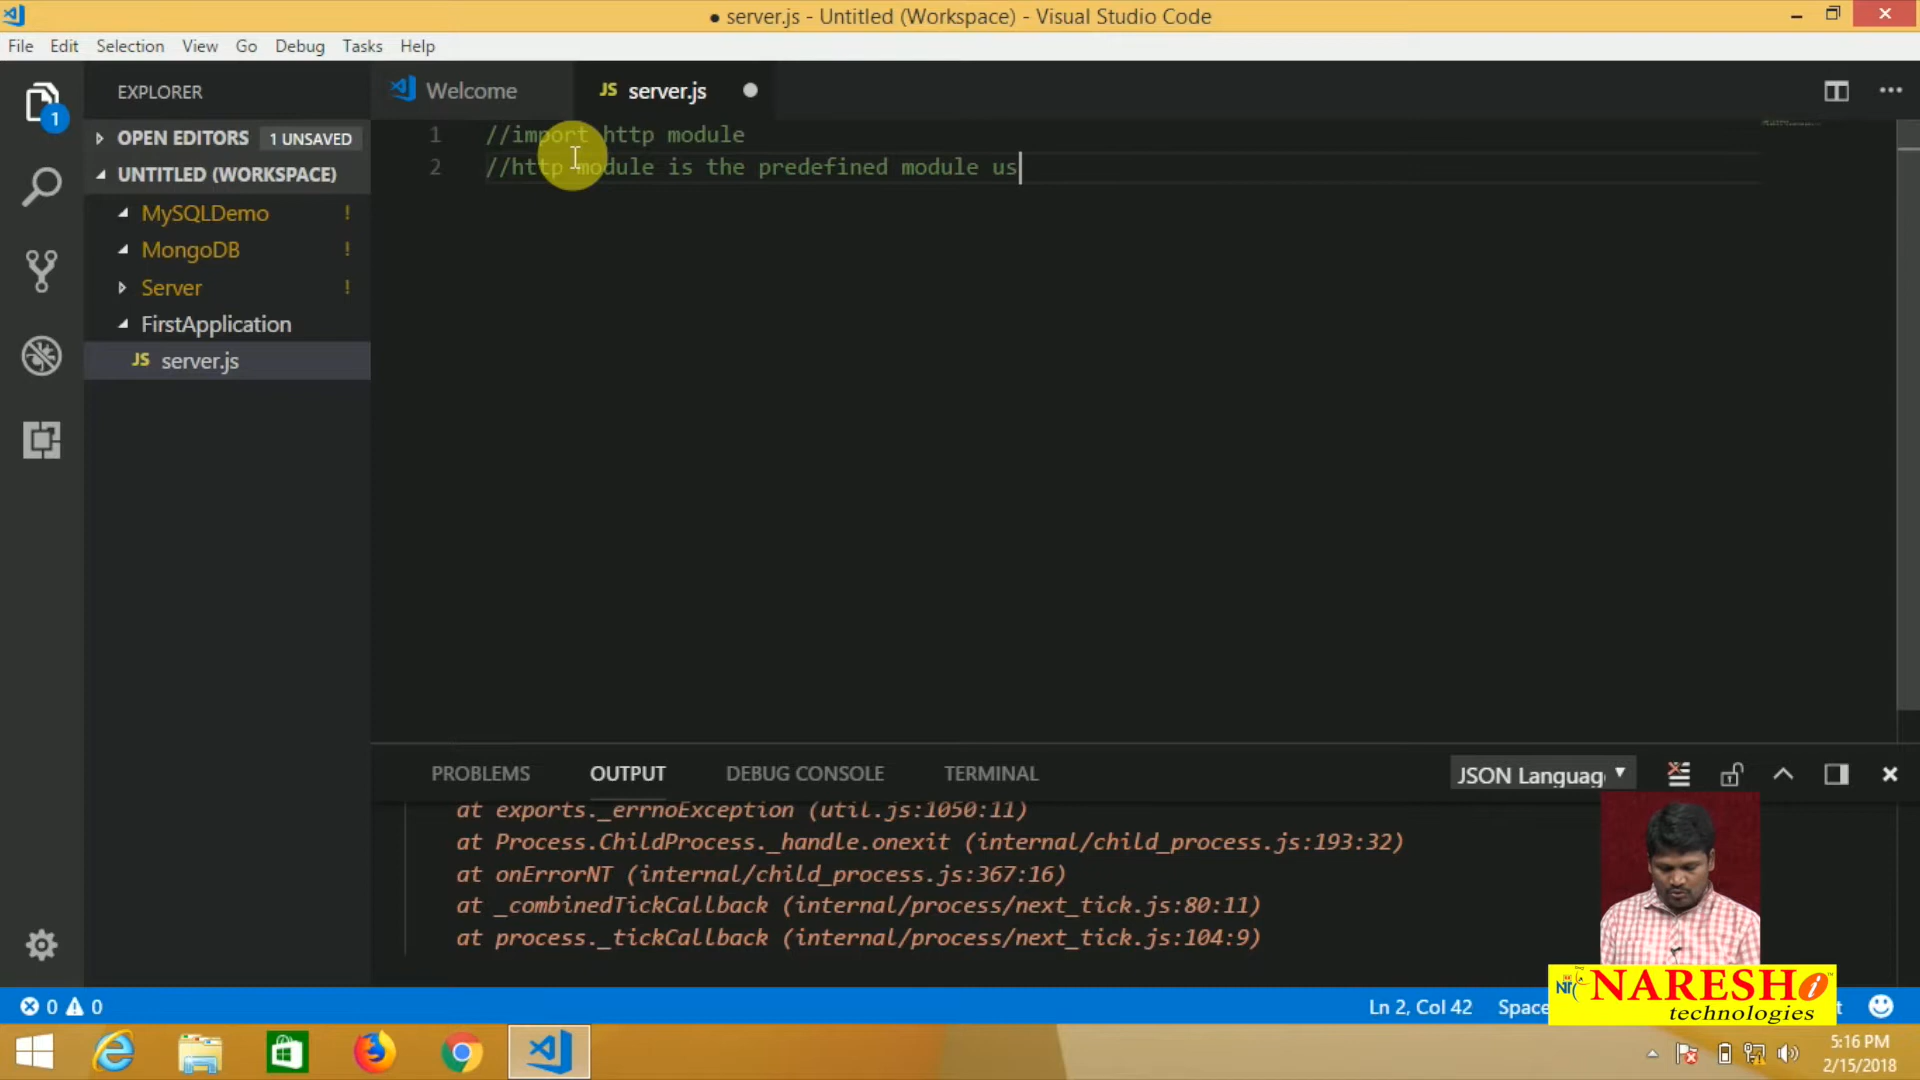 ● server.js - Untitled (Workspace) - Visual Studio Code
File Edit Selection View Go Debug Tasks Help
EXPLORER
Welcome
JS server.js
1
OPEN EDITORS 1 UNSAVED
UNTITLED (WORKSPACE)
MySQLDemo !
MongoDB !
Server !
FirstApplication
JS server.js
1 //import http module
2 //http module is the predefined module us
PROBLEMS OUTPUT DEBUG CONSOLE TERMINAL
JSON Languag
at exports._errnoException (util.js:1050:11)
at Process.ChildProcess._handle.onexit (internal/child_process.js:193:32)
at onErrorNT (internal/child_process.js:367:16)
at _combinedTickCallback (internal/process/next_tick.js:80:11)
at process._tickCallback (internal/process/next_tick.js:104:9)
0 0
Ln 2, Col 42 Space
NARESH i
technologies
5:16 PM
2/15/2018